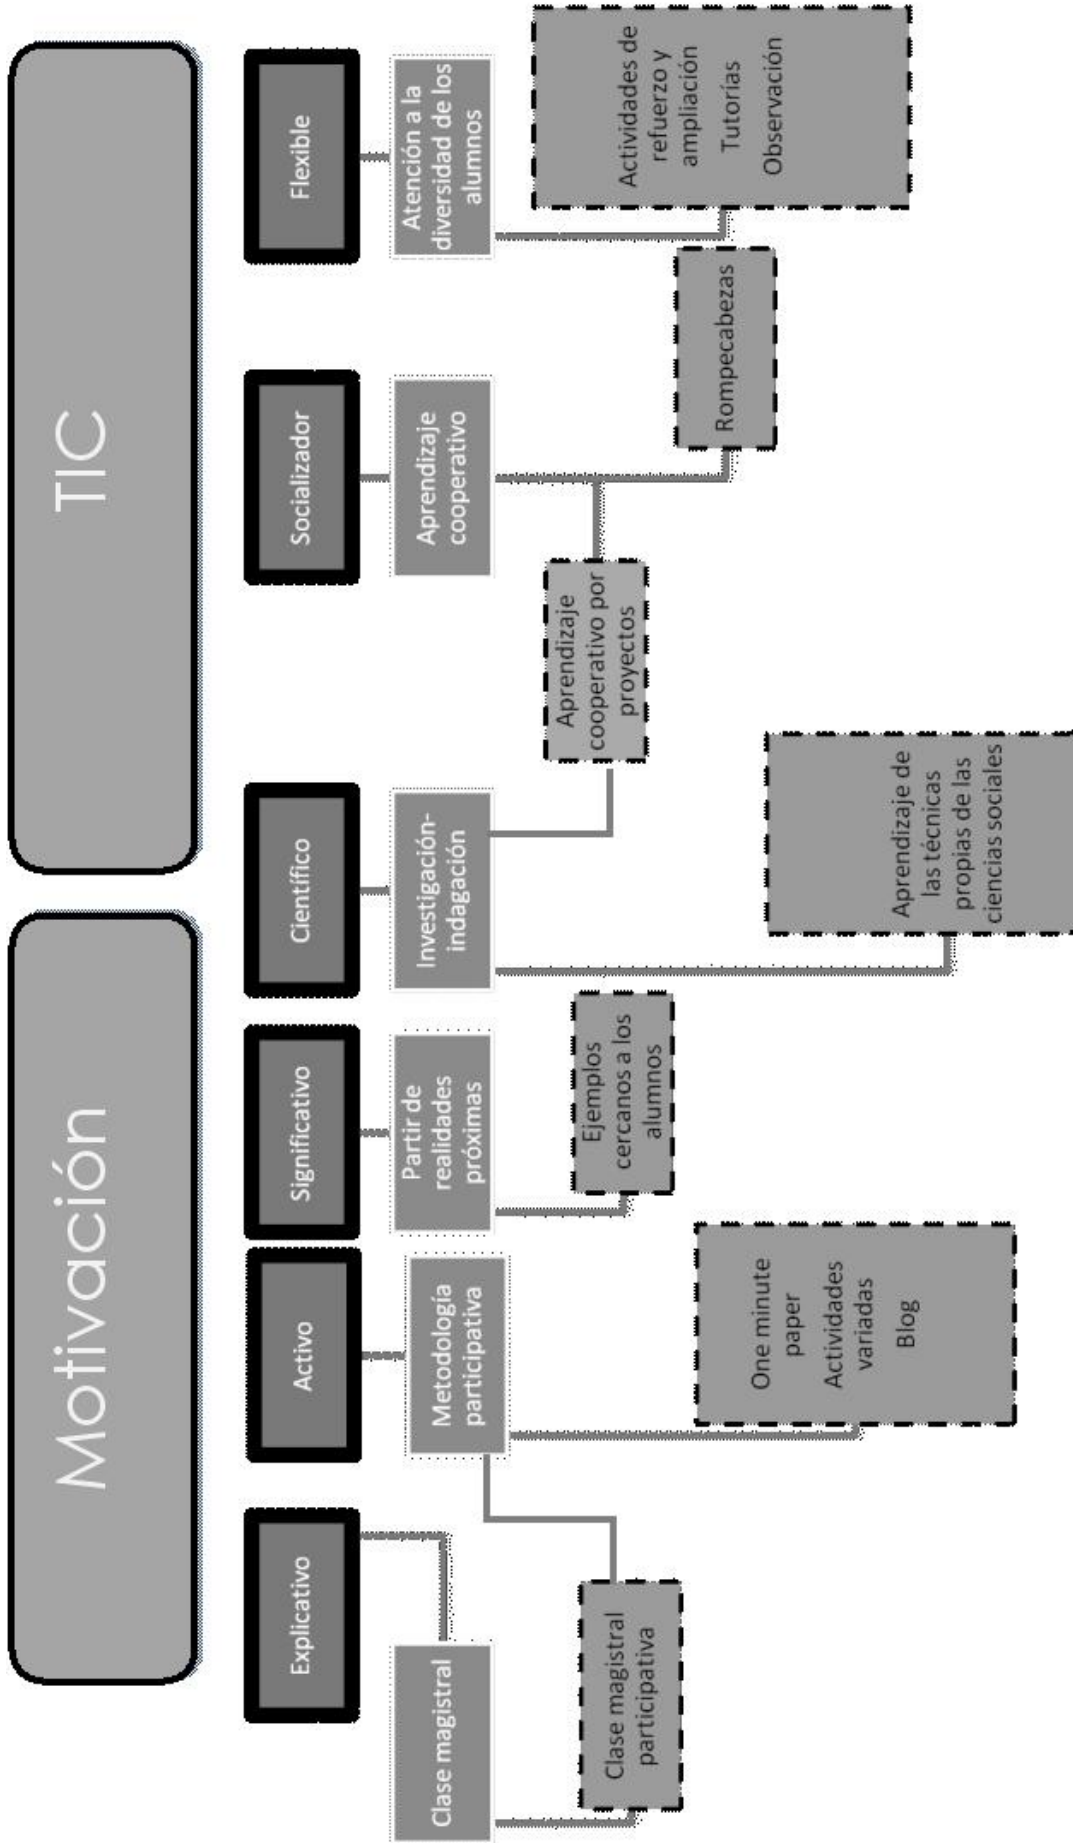 Motivación
TIC
Explicativo
Activo
Significativo
Científico
Socializador
Flexible
Clase magistral
Metodología
participativa
Partir de
realidades
próximas
Investigación-
indagación
Aprendizaje
cooperativo
Atención a la
diversidad de los
alumnos
Clase magistral
participativa
One minute
paper
Actividades
variadas
Blog
Ejemplos
cercanos a los
alumnos
Aprendizaje de
las técnicas
propias de las
ciencias sociales
Aprendizaje
cooperativo por
proyectos
Rompecabezas
Actividades de
refuerzo y
ampliación
Tutorías
Observación